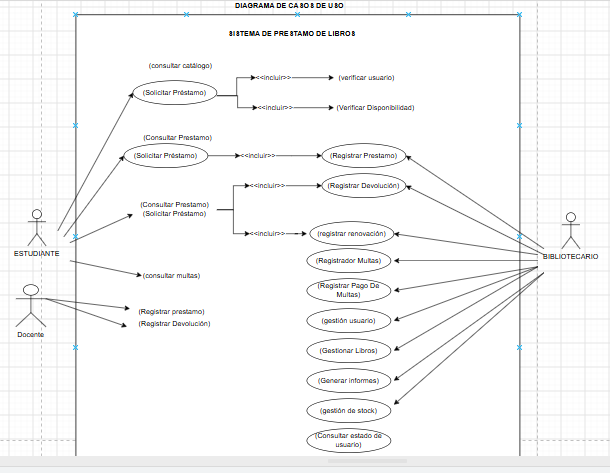 DIAGRAMA DE CASOS DE USO
SISTEMA DE PRESTAMO DE LIBROS
(consultar catálogo)
(Solicitar Préstamo)
<<incluir>>
(verificar usuario)
<<incluir>>
(Verificar Disponibilidad)
(Consultar Prestamo)
(Solicitar Préstamo)
<<incluir>>
(Registrar Prestamo)
(Consultar Prestamo)
(Solicitar Préstamo)
<<incluir>>
(Registrar Devolución)
<<incluir>>
(registrar renovación)
ESTUDIANTE
BIBLIOTECARIO
(Registrador Multas)
(consultar multas)
(Registrar Pago De
Multas)
(Registrar prestamo)
(Registrar Devolución)
Docente
(gestión usuario)
(Gestionar Libros)
(Generar informes)
(gestión de stock)
(Consultar estado de
usuario)